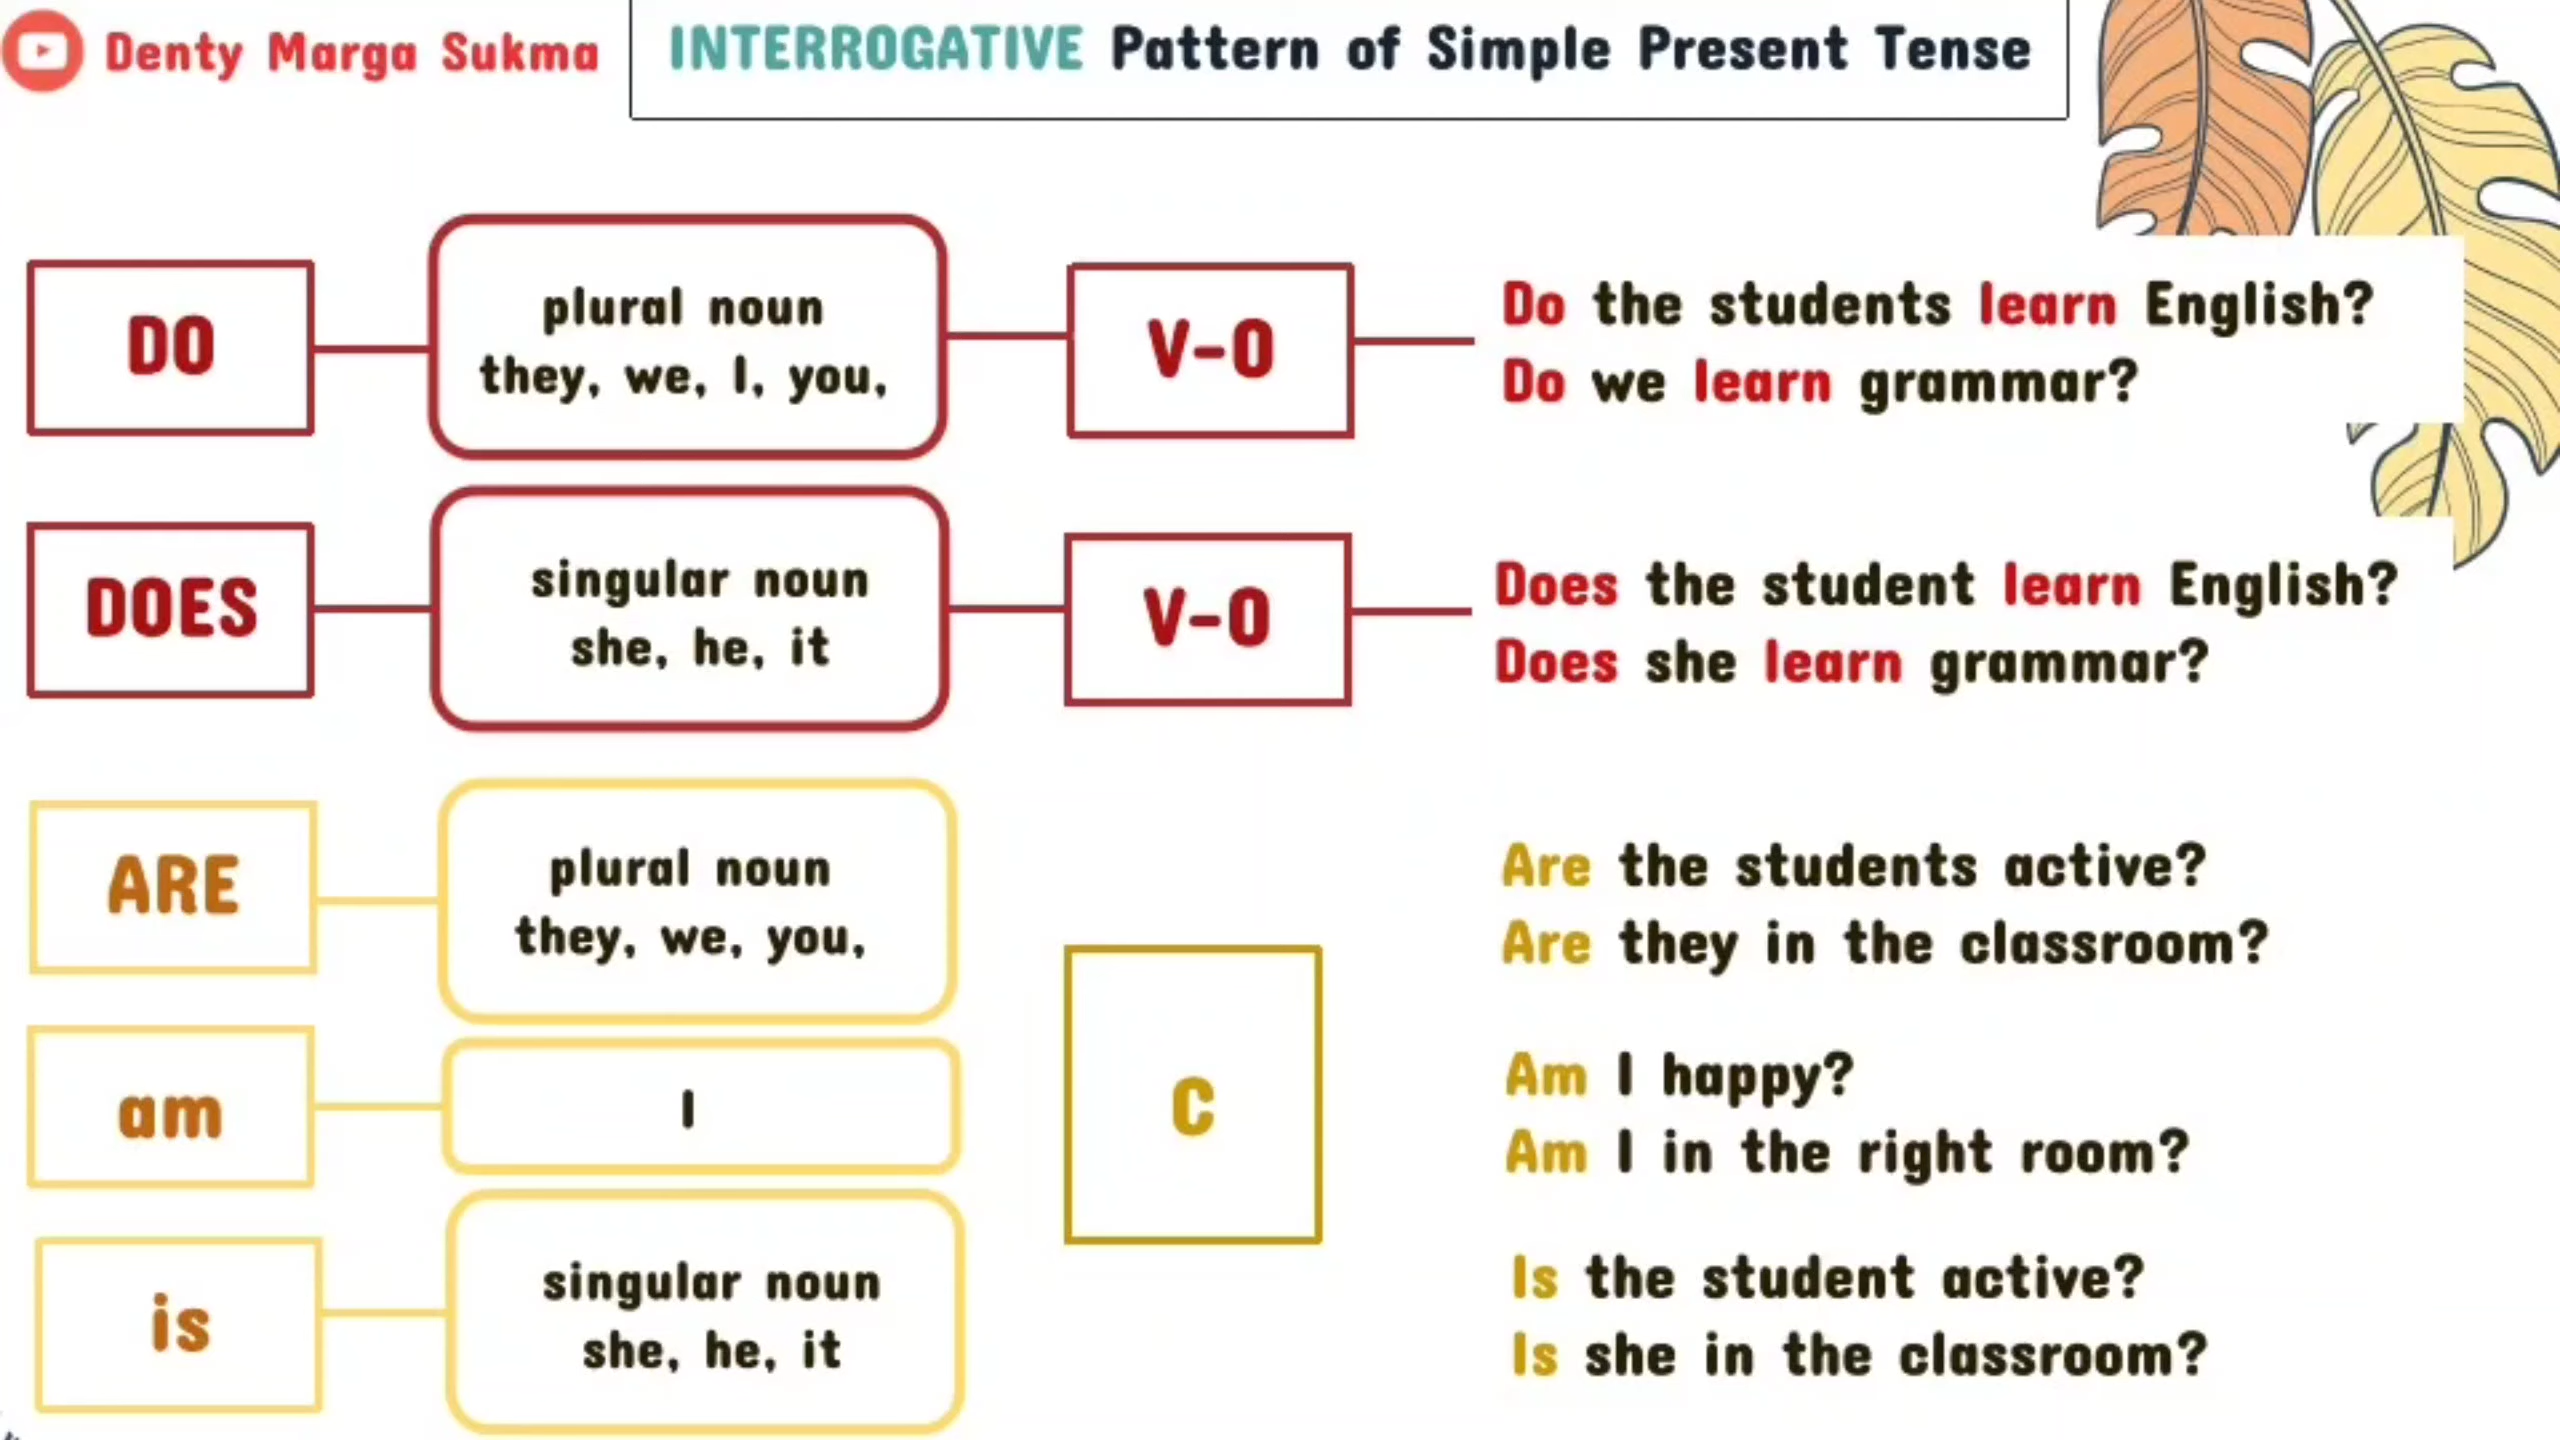 Denty Marga Sukma
INTERROGATIVE Pattern of Simple Present Tense
DO
plural noun
they, we, I, you,
V-O
Do the students learn English?
Do we learn grammar?
DOES
singular noun
she, he, it
V-O
Does the student learn English?
Does she learn grammar?
ARE
plural noun
they, we, you,
Are the students active?
Are they in the classroom?
am
I
C
Am I happy?
Am I in the right room?
is
singular noun
she, he, it
Is the student active?
Is she in the classroom?